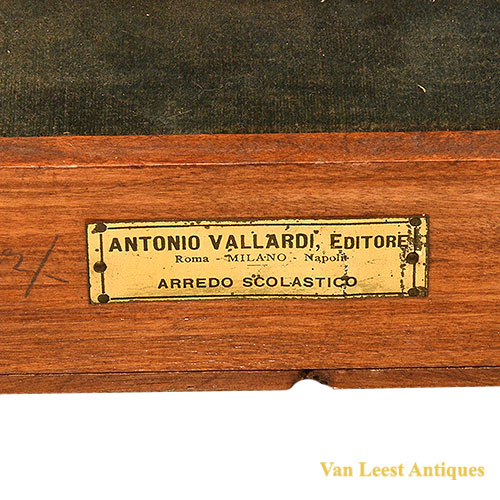 ANTONIO VALLARDI, EDITORE
Roma - MILANO - Napoli
ARREDO SCOLASTICO
Van Leest Antiques